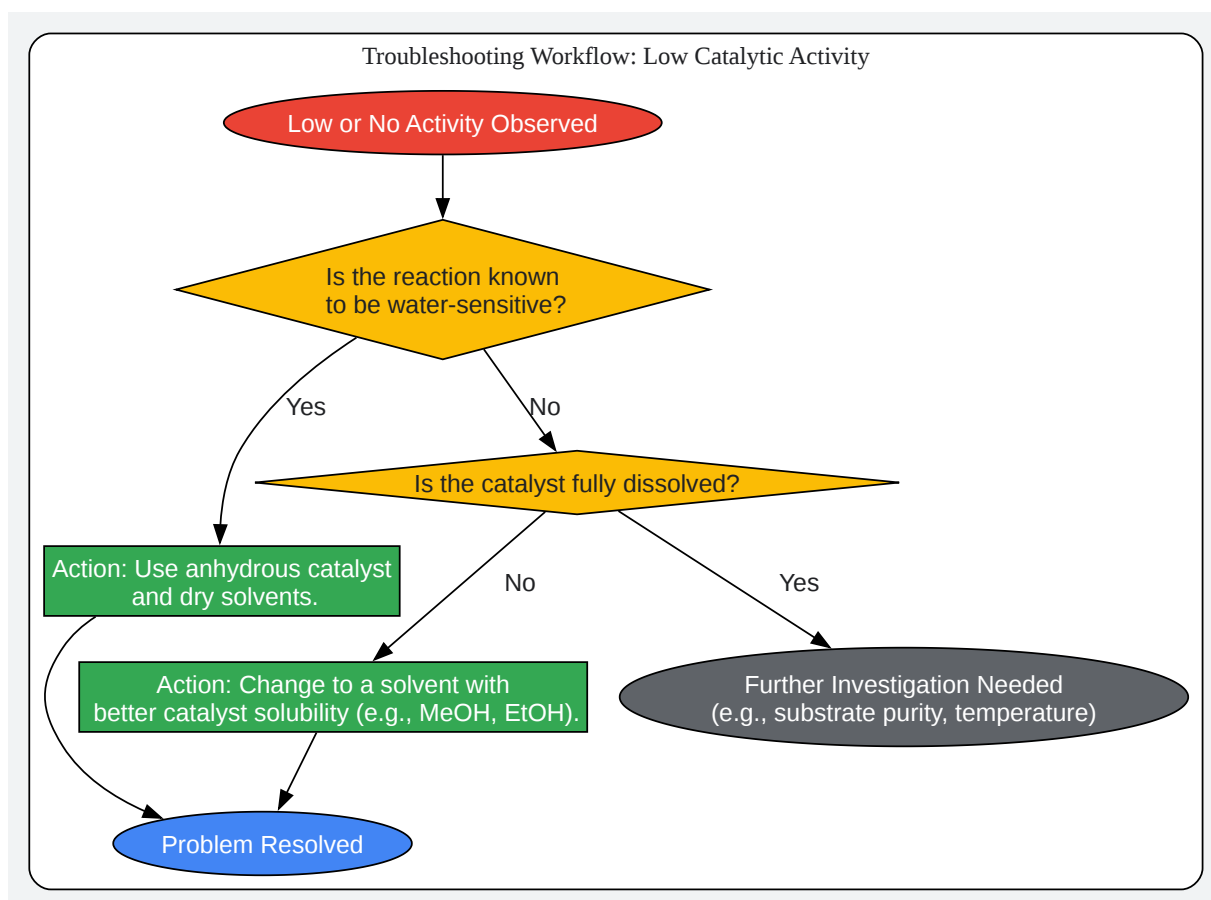 Troubleshooting Workflow: Low Catalytic Activity
Low or No Activity Observed
Is the reaction known
to be water-sensitive?
Yes
No
Is the catalyst fully dissolved?
Action: Use anhydrous catalyst
and dry solvents.
No
Yes
Action: Change to a solvent with
better catalyst solubility (e.g., MeOH, EtOH).
Further Investigation Needed
(e.g., substrate purity, temperature)
Problem Resolved